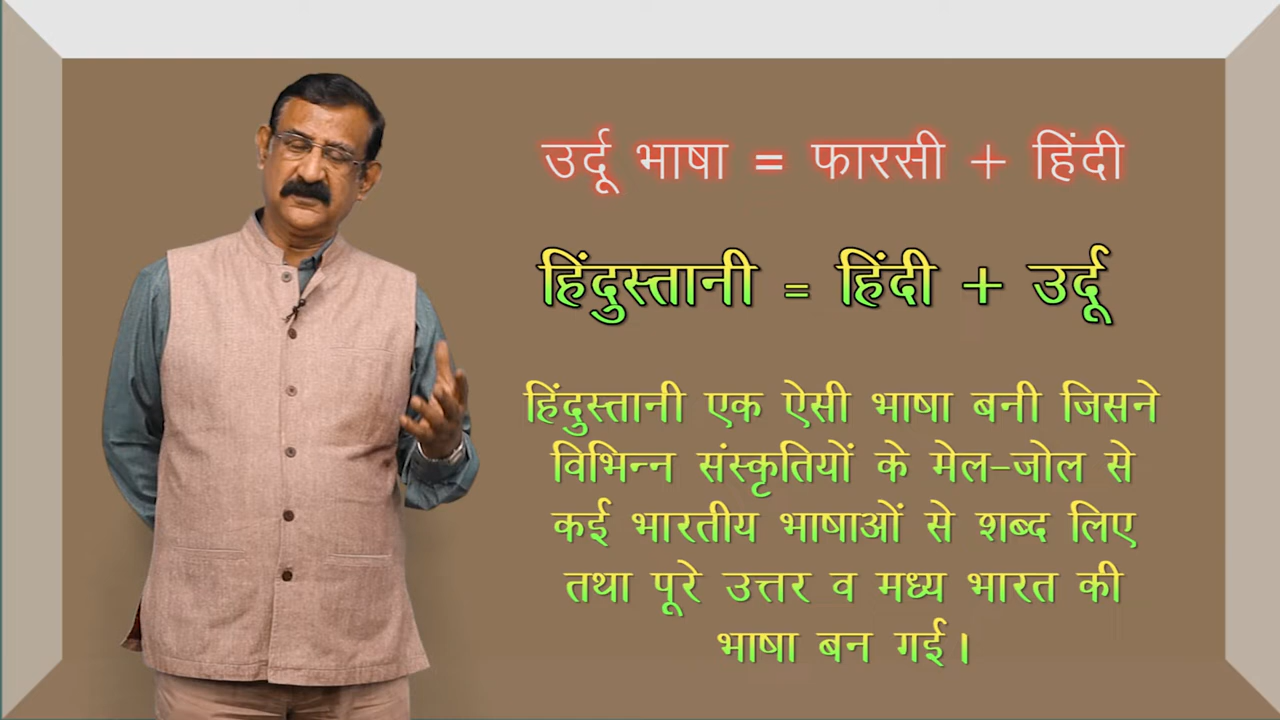 उर्दू भाषा = फारसी + हिंदी
हिंदुस्तानी = हिंदी + उर्दू
हिंदुस्तानी एक ऐसी भाषा बनी जिसने
विभिन्न संस्कृतियों के मेल-जोल से
कई भारतीय भाषाओं से शब्द लिए
तथा पूरे उत्तर व मध्य भारत की
भाषा बन गई।